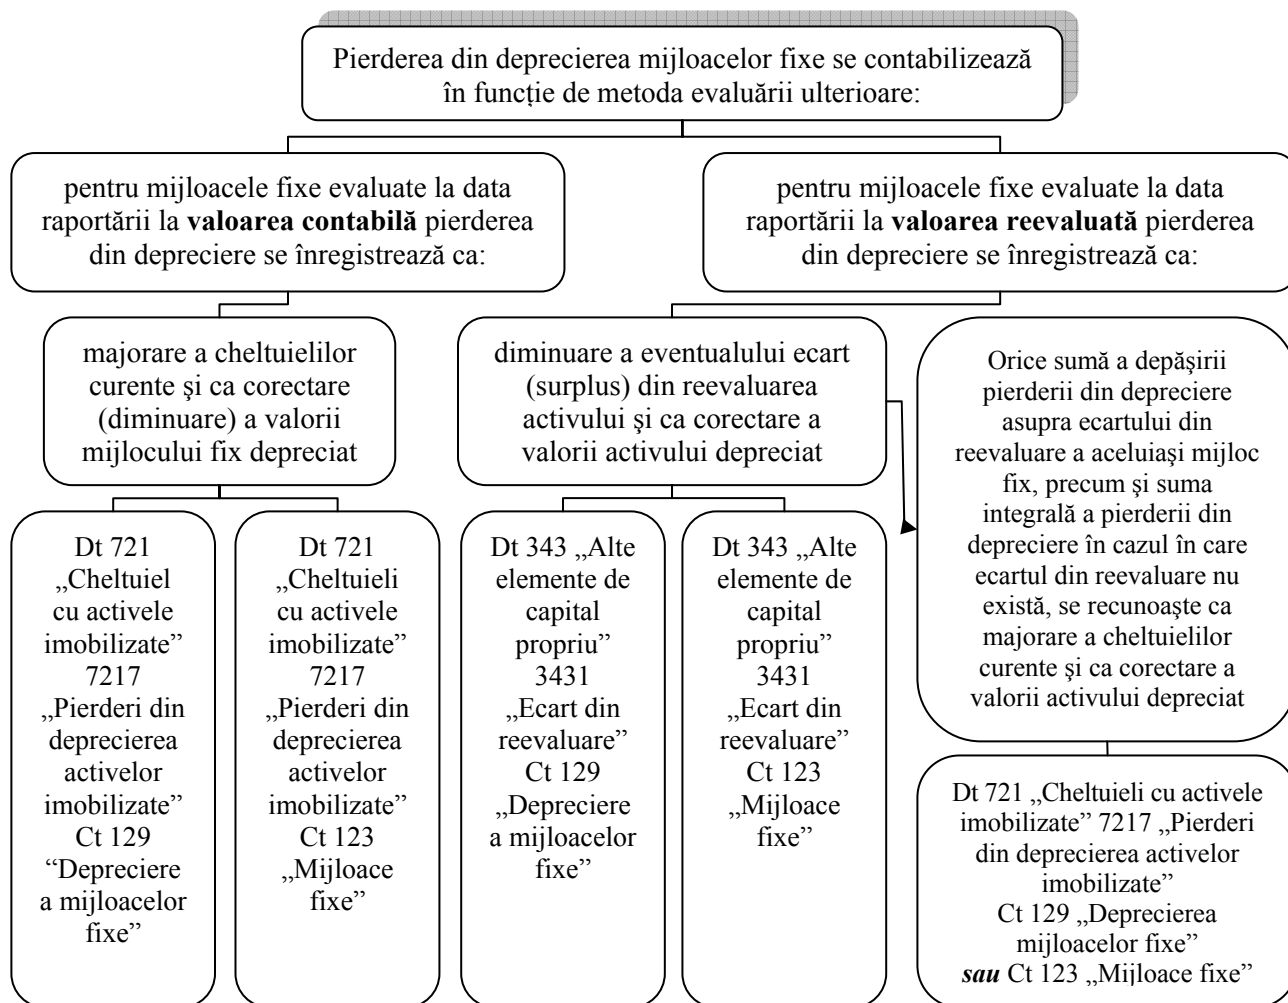 Pierderea din deprecierea mijloacelor fixe se contabilizează
în funcție de metoda evaluării ulterioare:
pentru mijloacele fixe evaluate la data
raportării la valoarea contabilă pierderea
din depreciere se înregistrează ca:
pentru mijloacele fixe evaluate la data
raportării la valoarea reevaluată pierderea
din depreciere se înregistrează ca:
majorare a cheltuielilor
curente şi ca corectare
(diminuare) a valorii
mijlocului fix depreciat
diminuare a eventualului ecart
(surplus) din reevaluarea
activului şi ca corectare a
valorii activului depreciat
Orice sumă a depăşirii
pierderii din depreciere
asupra ecartului din
reevaluare a aceluiaşi mijloc
fix, precum şi suma
integrală a pierderii din
depreciere în cazul în care
ecartul din reevaluare nu
există, se recunoaşte ca
majorare a cheltuielilor
curente şi ca corectare a
valorii activului depreciat
Dt 721
„Cheltuiel
cu activele
imobilizate”
7217
„Pierderi din
deprecierea
activelor
imobilizate”
Ct 129
“Depreciere
a mijloacelor
fixe”
Dt 721
„Cheltuieli
cu activele
imobilizate”
7217
„Pierderi din
deprecierea
activelor
imobilizate”
Ct 123
„Mijloace
fixe”
Dt 343 „Alte
elemente de
capital
propriu”
3431
„Ecart din
reevaluare”
Ct 129
„Depreciere
a mijloacelor
fixe”
Dt 343 „Alte
elemente de
capital
propriu”
3431
„Ecart din
reevaluare”
Ct 123
„Mijloace
fixe”
Dt 721 „Cheltuieli cu activele
imobilizate” 7217 „Pierderi
din deprecierea activelor
imobilizate”
Ct 129 „Deprecierea
mijloacelor fixe”
sau Ct 123 „Mijloace fixe”